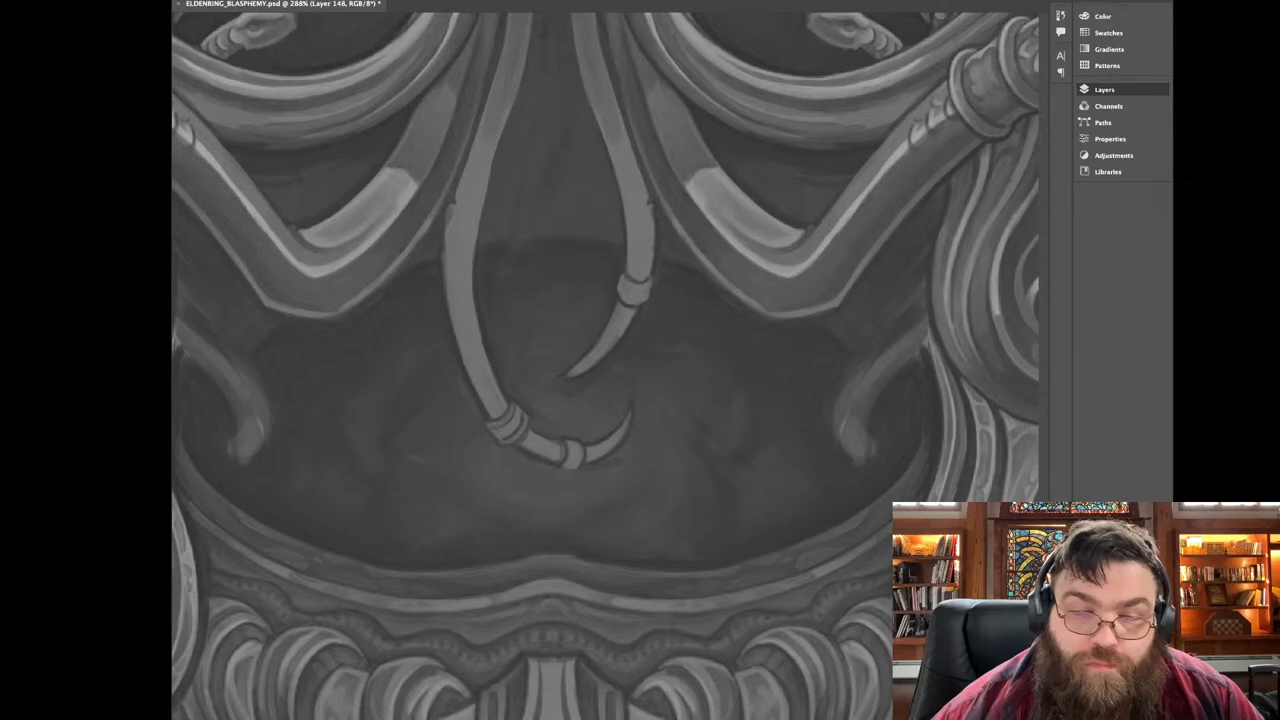 × ELDENRING_BLASPHEMY.psd @ 288% (Layer 148, RGB/8*) *
Color
Swatches
Gradients
A|
Patterns
¶
Layers
Channels
Paths
Properties
Adjustments
Libraries